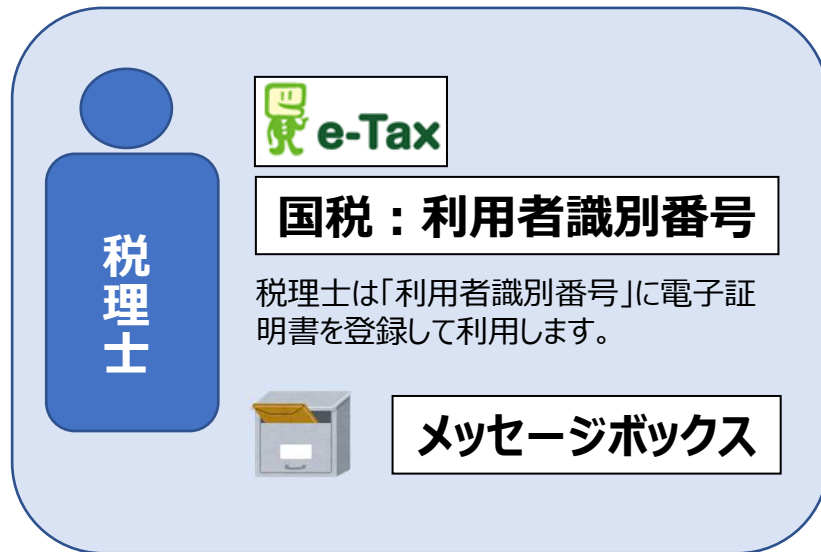 e-Tax
国税：利用者識別番号
税理士
税理士は「利用者識別番号」に電子証
明書を登録して利用します。
メッセージボックス